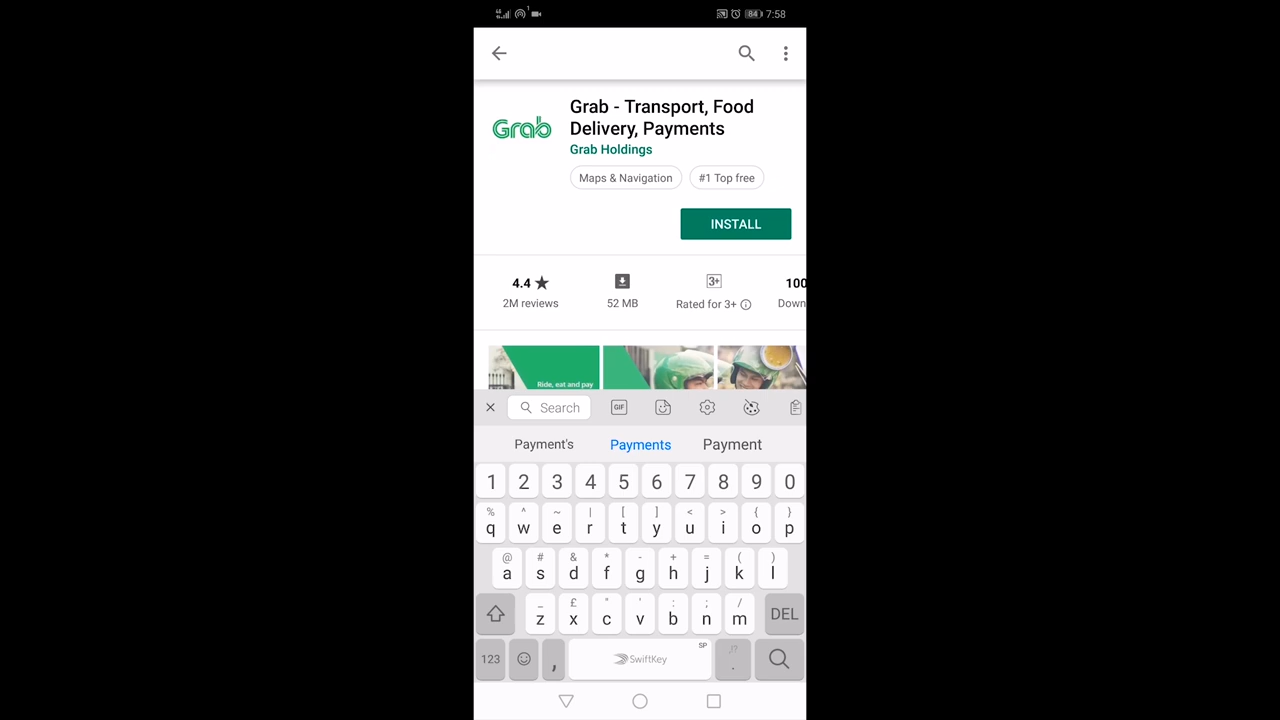 84 7:58
Grab
Grab - Transport, Food
Delivery, Payments
Grab Holdings
Maps & Navigation #1 Top free
INSTALL
4.4 3+ 100
2M reviews 52 MB Rated for 3+ Down
Ride, eat and pay
Search GIF
Payment's Payments Payment
1 2 3 4 5 6 7 8 9 0
% ^ ~ | [ ] < > { }
q w e r t y u i o p
@ # & * - + = ( )
a s d f g h j k l
_ £ " ' : ; /
z x c v b n m DEL
SP ,!?
123 , SwiftKey .